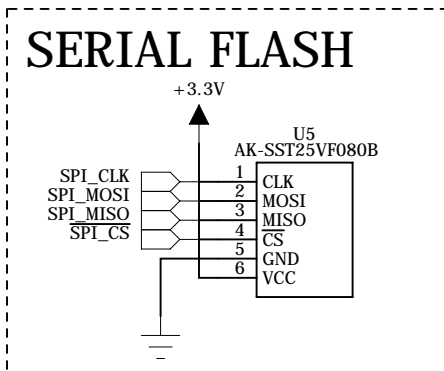 SERIAL FLASH
+3.3V
U5
AK-SST25VF080B
SPI_CLK 1 CLK
SPI_MOSI 2 MOSI
SPI_MISO 3 MISO
SPI_CS 4 CS
5 GND
6 VCC